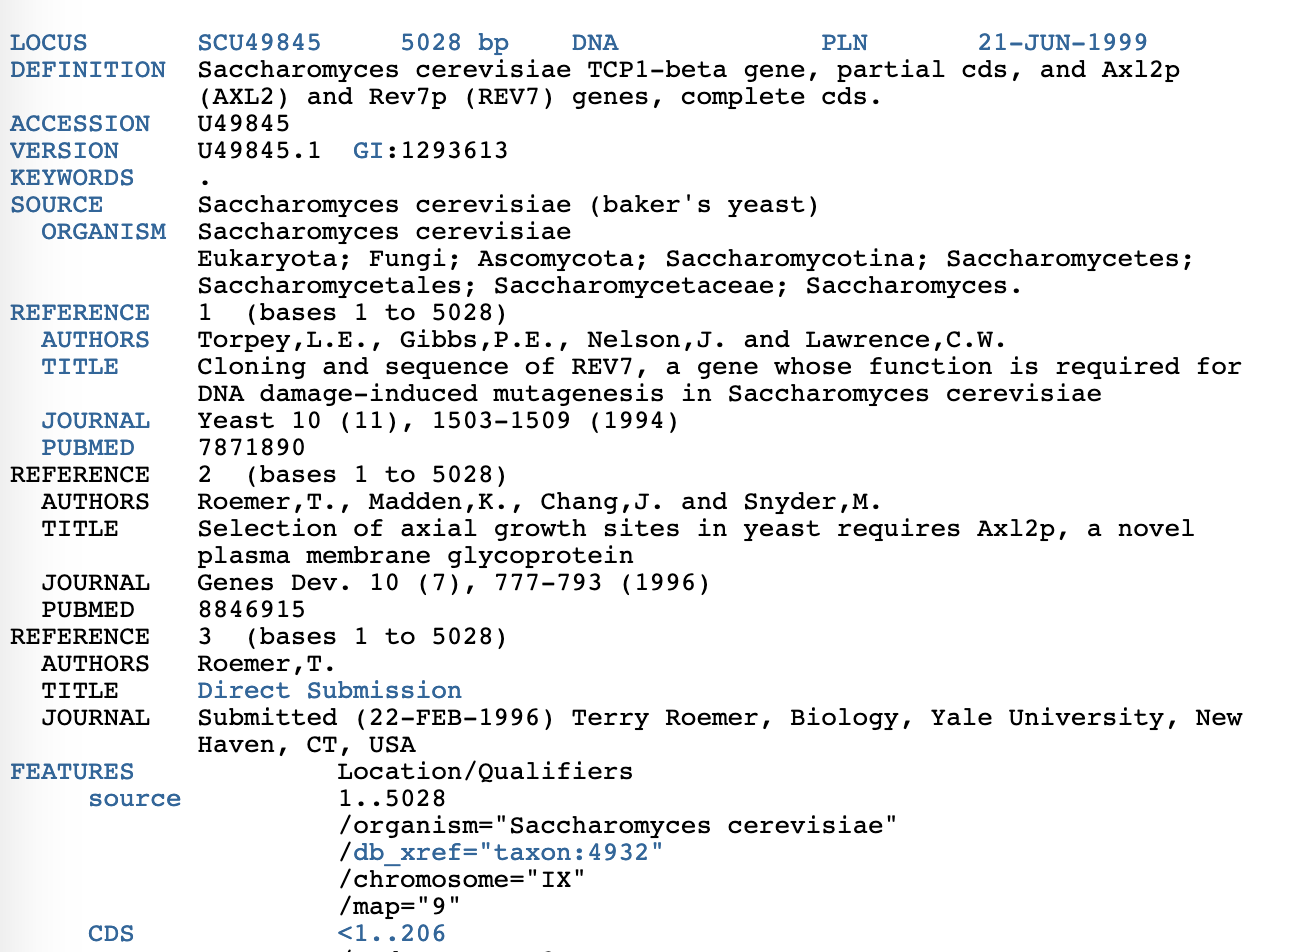 LOCUS       SCU49845     5028 bp    DNA             PLN       21-JUN-1999
DEFINITION  Saccharomyces cerevisiae TCP1-beta gene, partial cds, and Axl2p
            (AXL2) and Rev7p (REV7) genes, complete cds.
ACCESSION   U49845
VERSION     U49845.1  GI:1293613
KEYWORDS    .
SOURCE      Saccharomyces cerevisiae (baker's yeast)
  ORGANISM  Saccharomyces cerevisiae
            Eukaryota; Fungi; Ascomycota; Saccharomycotina; Saccharomycetes;
            Saccharomycetales; Saccharomycetaceae; Saccharomyces.
REFERENCE   1  (bases 1 to 5028)
  AUTHORS   Torpey,L.E., Gibbs,P.E., Nelson,J. and Lawrence,C.W.
  TITLE     Cloning and sequence of REV7, a gene whose function is required for
            DNA damage-induced mutagenesis in Saccharomyces cerevisiae
  JOURNAL   Yeast 10 (11), 1503-1509 (1994)
  PUBMED    7871890
REFERENCE   2  (bases 1 to 5028)
  AUTHORS   Roemer,T., Madden,K., Chang,J. and Snyder,M.
  TITLE     Selection of axial growth sites in yeast requires Axl2p, a novel
            plasma membrane glycoprotein
  JOURNAL   Genes Dev. 10 (7), 777-793 (1996)
  PUBMED    8846915
REFERENCE   3  (bases 1 to 5028)
  AUTHORS   Roemer,T.
  TITLE     Direct Submission
  JOURNAL   Submitted (22-FEB-1996) Terry Roemer, Biology, Yale University, New
            Haven, CT, USA
FEATURES             Location/Qualifiers
     source          1..5028
                     /organism="Saccharomyces cerevisiae"
                     /db_xref="taxon:4932"
                     /chromosome="IX"
                     /map="9"
     CDS             <1..206